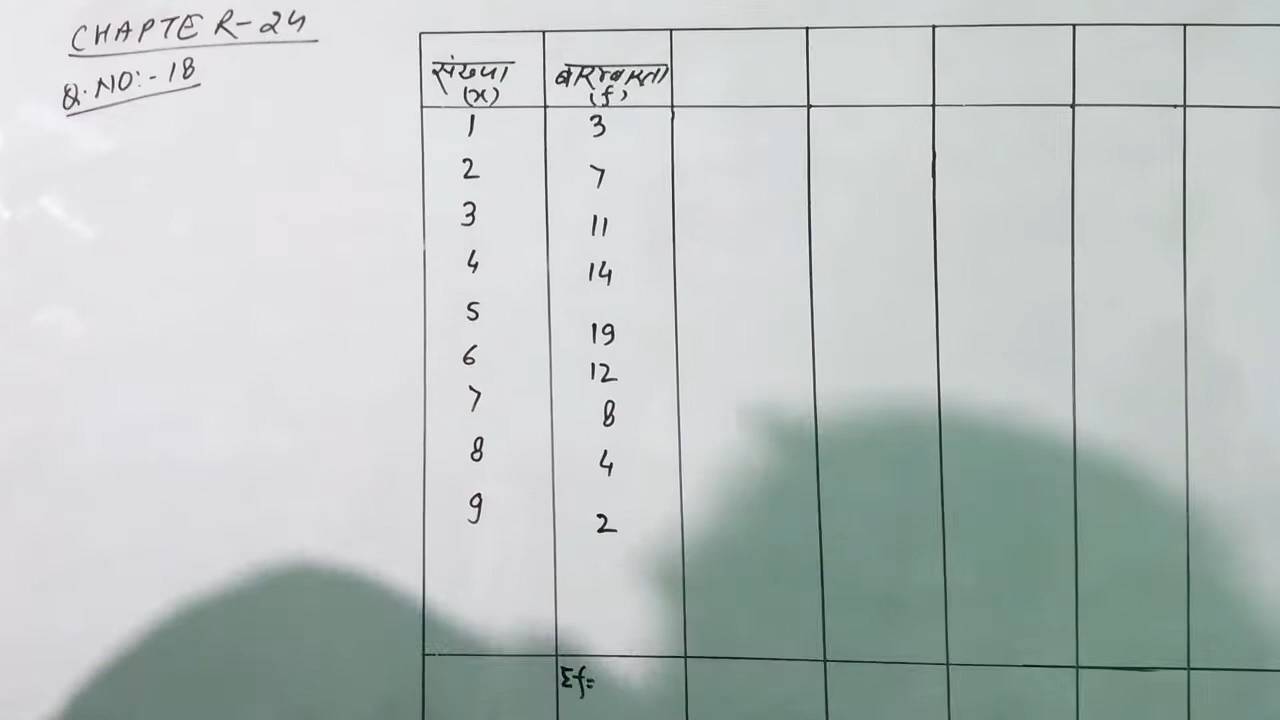 CHAPTER-24
Q.NO:-18
संख्या बारम्बारता
(x) (f)
1 3
2 7
3 11
4 14
5 19
6 12
7 8
8 4
9 2
Σf=